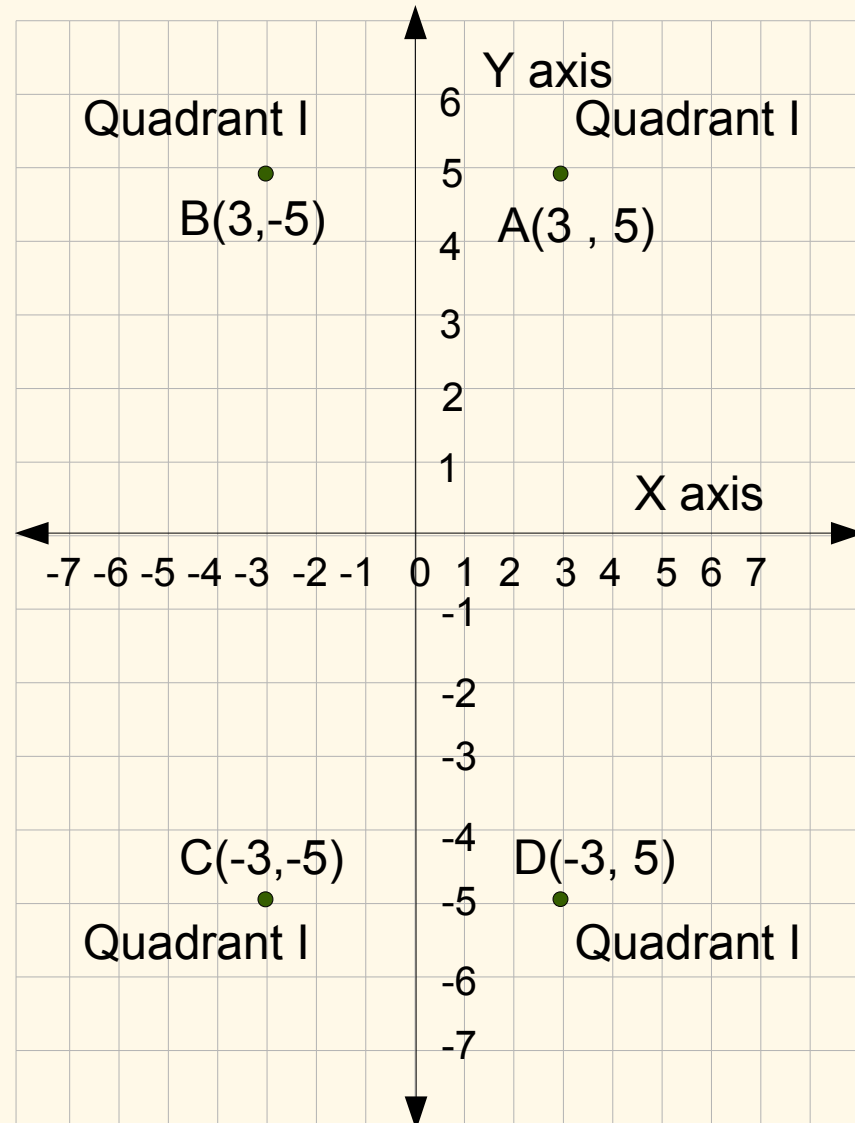 Y axis
6
Quadrant I
Quadrant I
5
B(3,-5)
A(3 , 5)
4
3
2
1
X axis
-7 -6 -5 -4 -3 -2 -1 0 1 2 3 4 5 6 7
-1
-2
-3
-4
C(-3,-5)
D(-3, 5)
-5
Quadrant I
Quadrant I
-6
-7